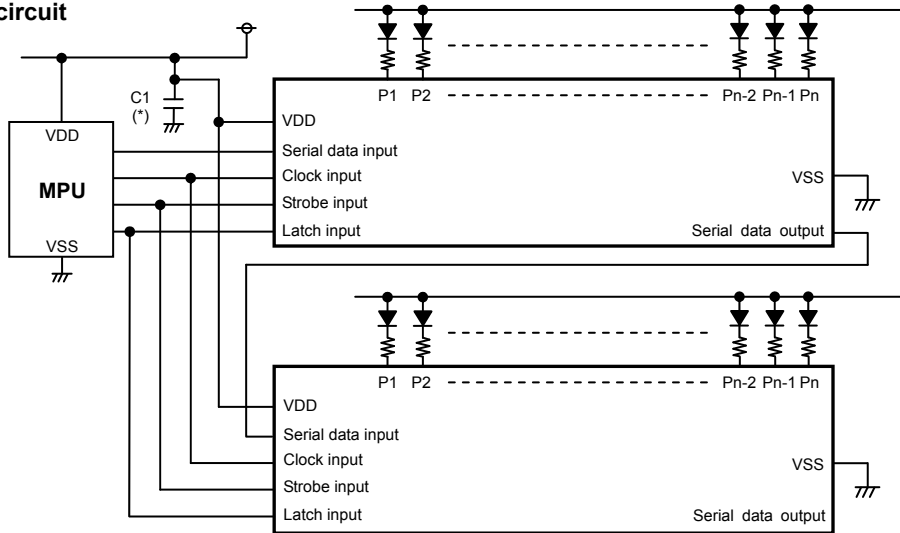 circuit
P1 P2 Pn-2 Pn-1 Pn
C1
(*)
VDD
MPU
VSS
VDD
Serial data input
Clock input
Strobe input
Latch input
VSS
Serial data output
P1 P2 Pn-2 Pn-1 Pn
VDD
Serial data input
Clock input
Strobe input
Latch input
VSS
Serial data output